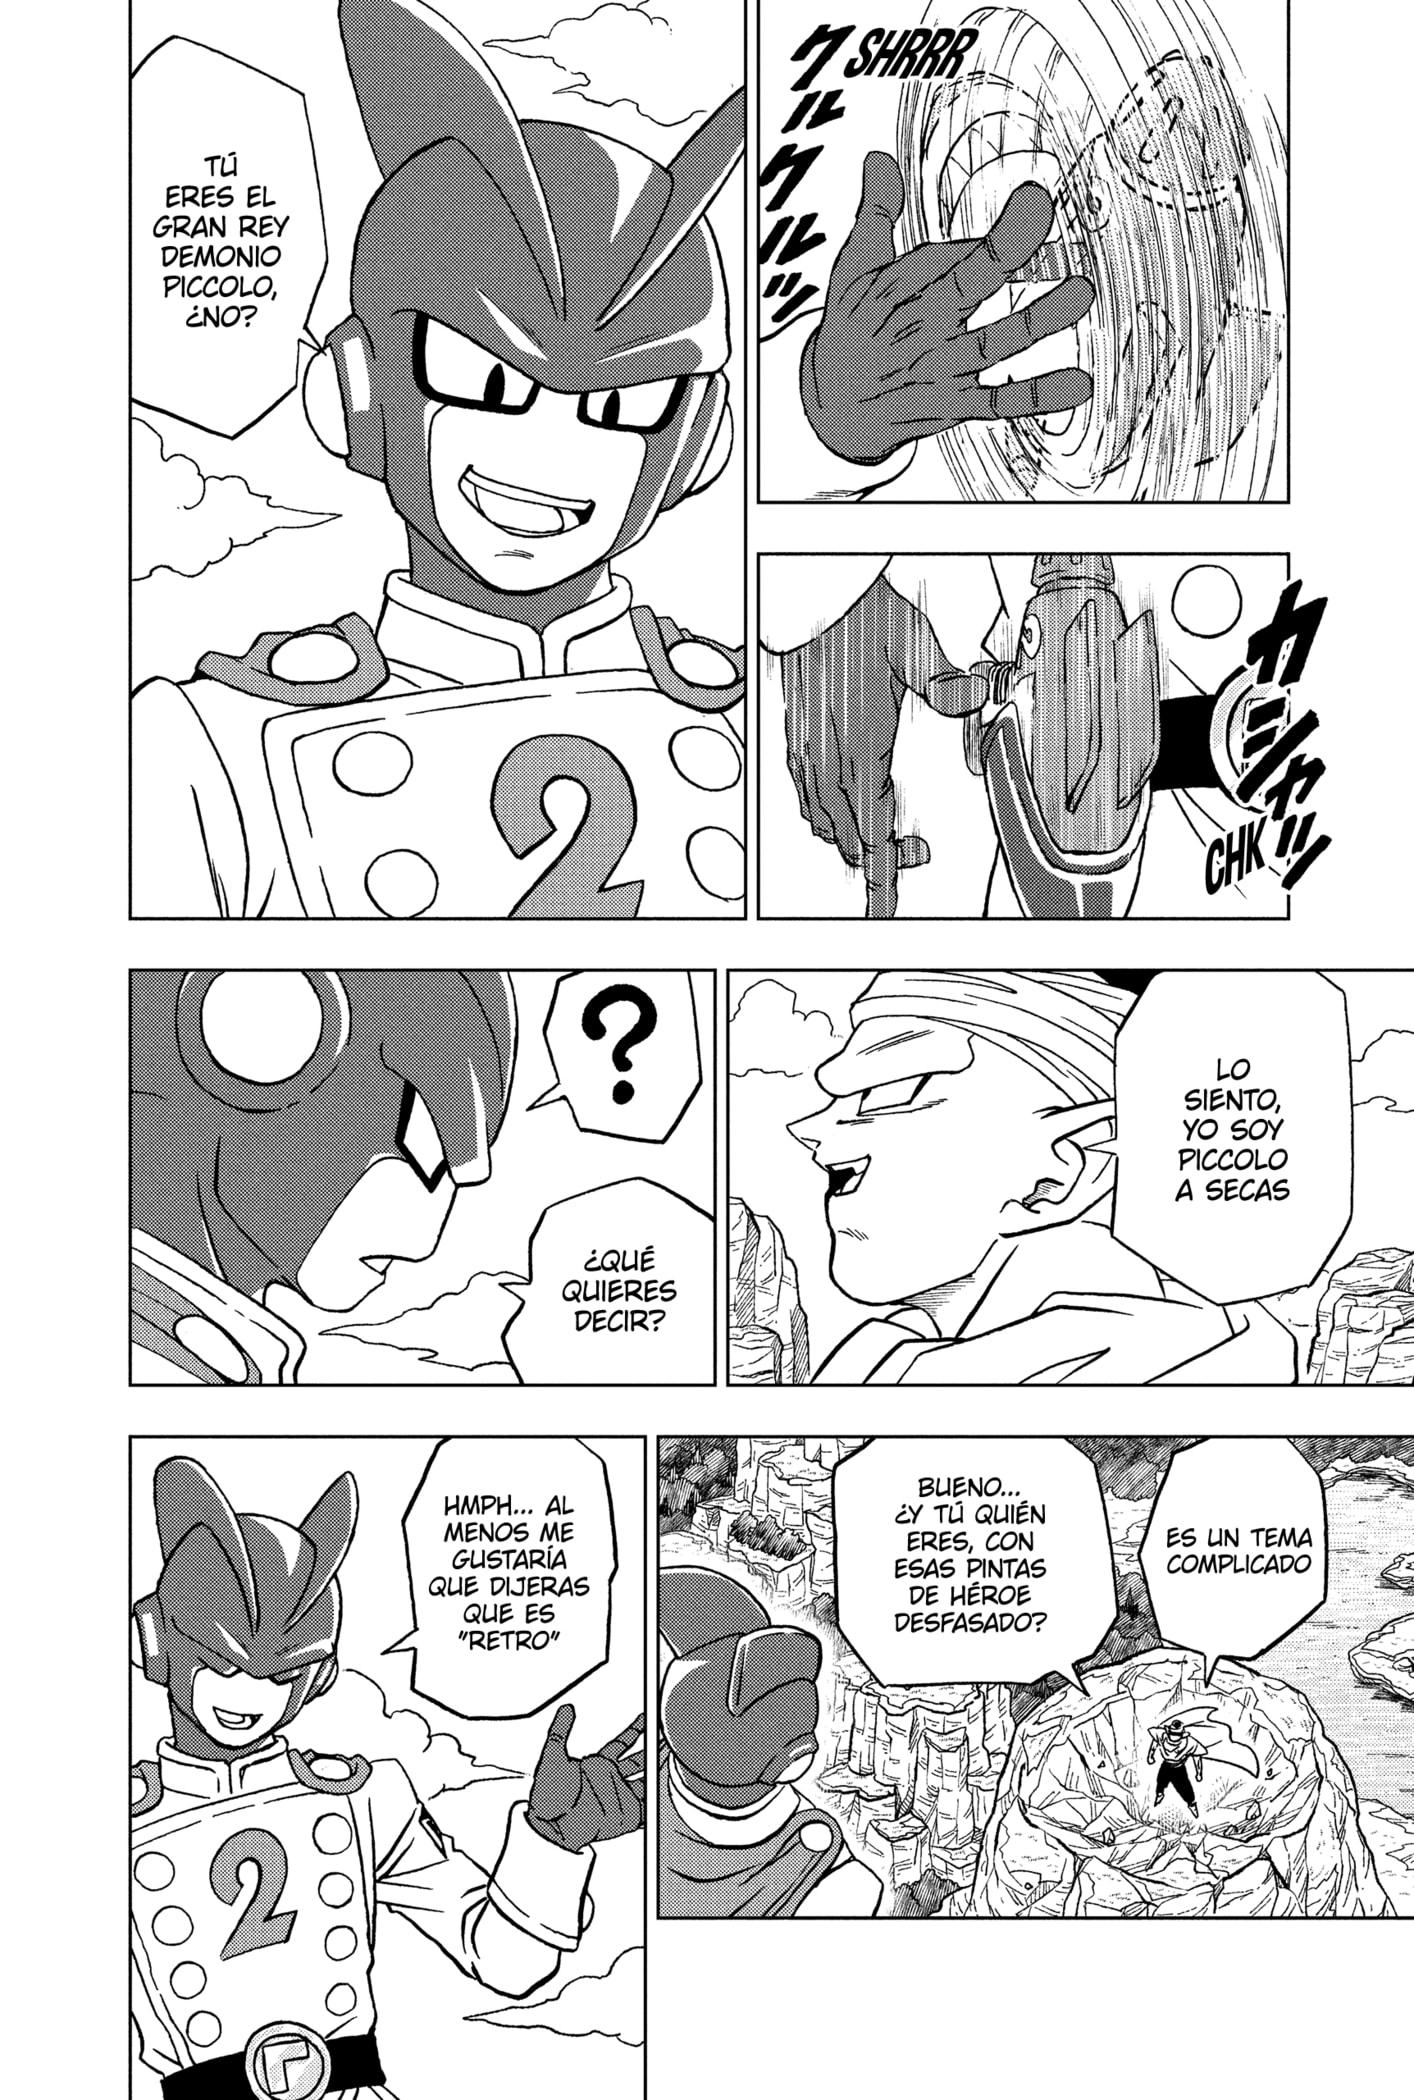 クルルクルルッ
SHRRR
カシャッ
CHK
TÚ
ERES EL
GRAN REY
DEMONIO
PICCOLO,
¿NO?
2
LO
SIENTO,
YO SOY
PICCOLO
A SECAS
?
¿QUÉ
QUIERES
DECIR?
ES UN TEMA
COMPLICADO
BUENO...
¿Y TÚ QUIÉN
ERES, CON
ESAS PINTAS
DE HÉROE
DESFASADO?
HMPH... AL
MENOS ME
GUSTARÍA
QUE DIJERAS
QUE ES
"RETRO"
2